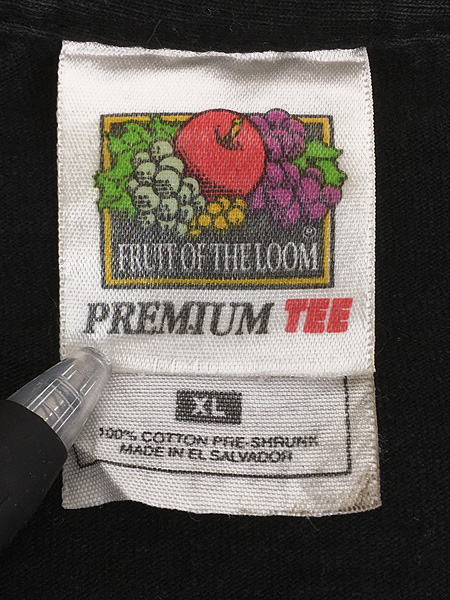 FRUIT OF THE LOOM
®
PREMIUM TEE
XL
100% COTTON PRE-SHRUNK
MADE IN EL SALVADOR